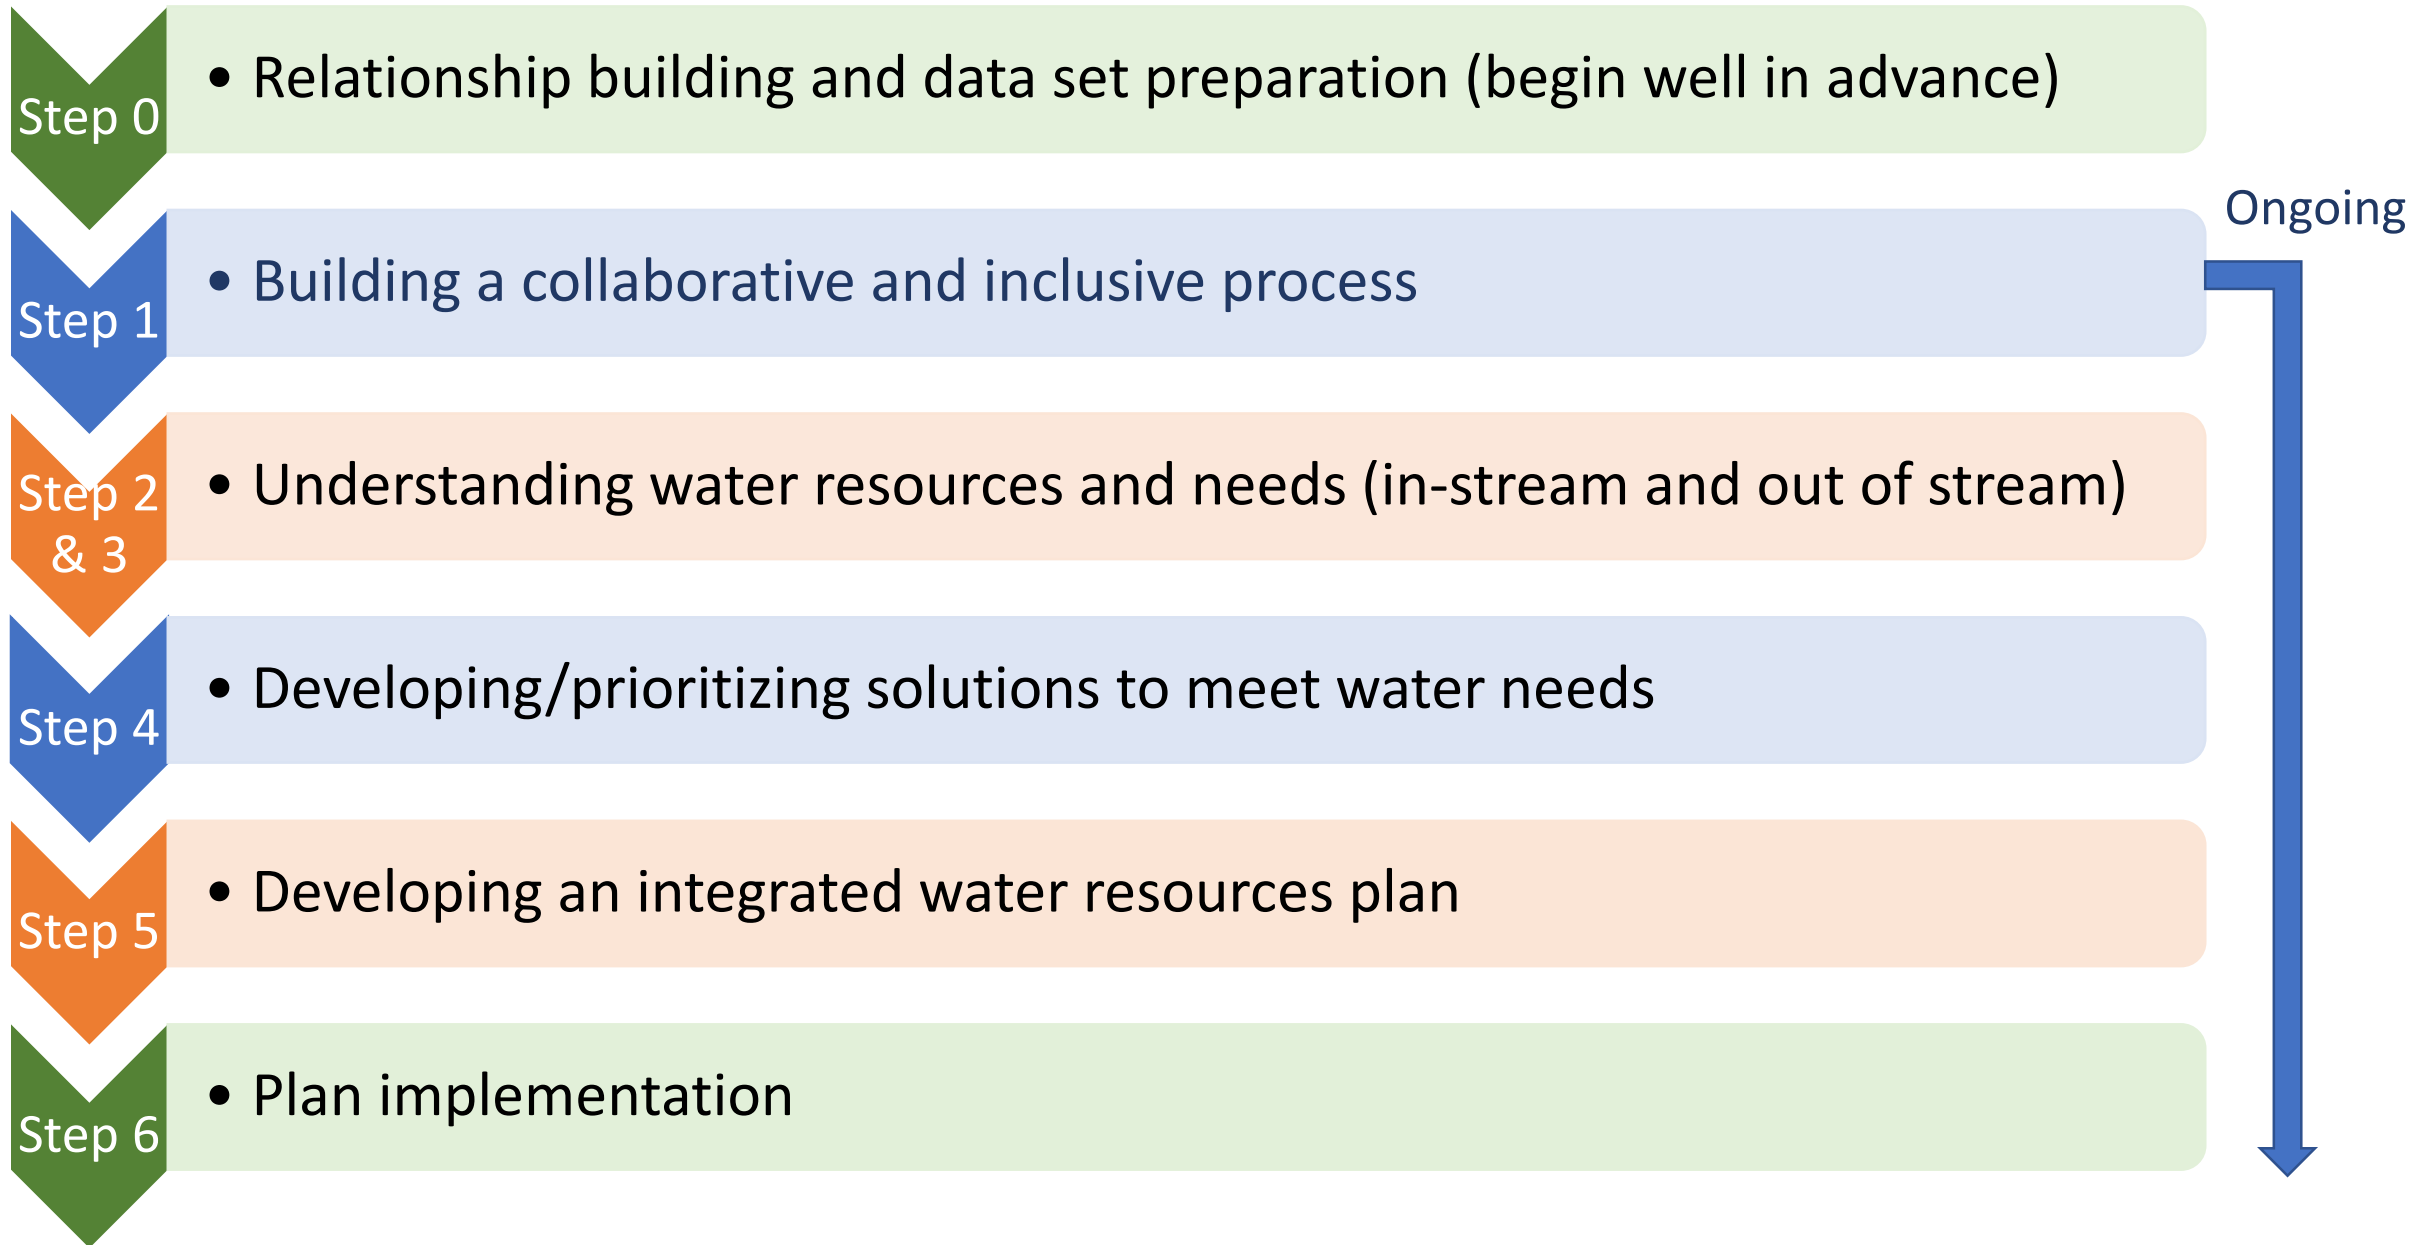 Step 0
• Relationship building and data set preparation (begin well in advance)
Ongoing
Step 1
• Building a collaborative and inclusive process
Step 2
& 3
• Understanding water resources and needs (in-stream and out of stream)
Step 4
• Developing/prioritizing solutions to meet water needs
Step 5
• Developing an integrated water resources plan
Step 6
• Plan implementation